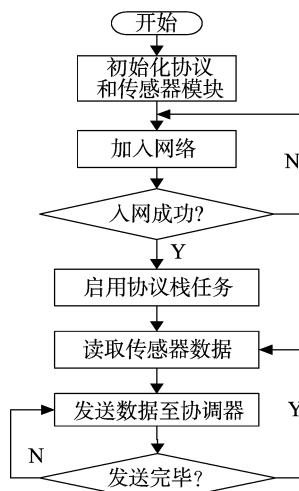 开始
初始化协议
和传感器模块
加入网络
N
入网成功?
Y
启用协议栈任务
读取传感器数据
发送数据至协调器
Y
N
发送完毕?